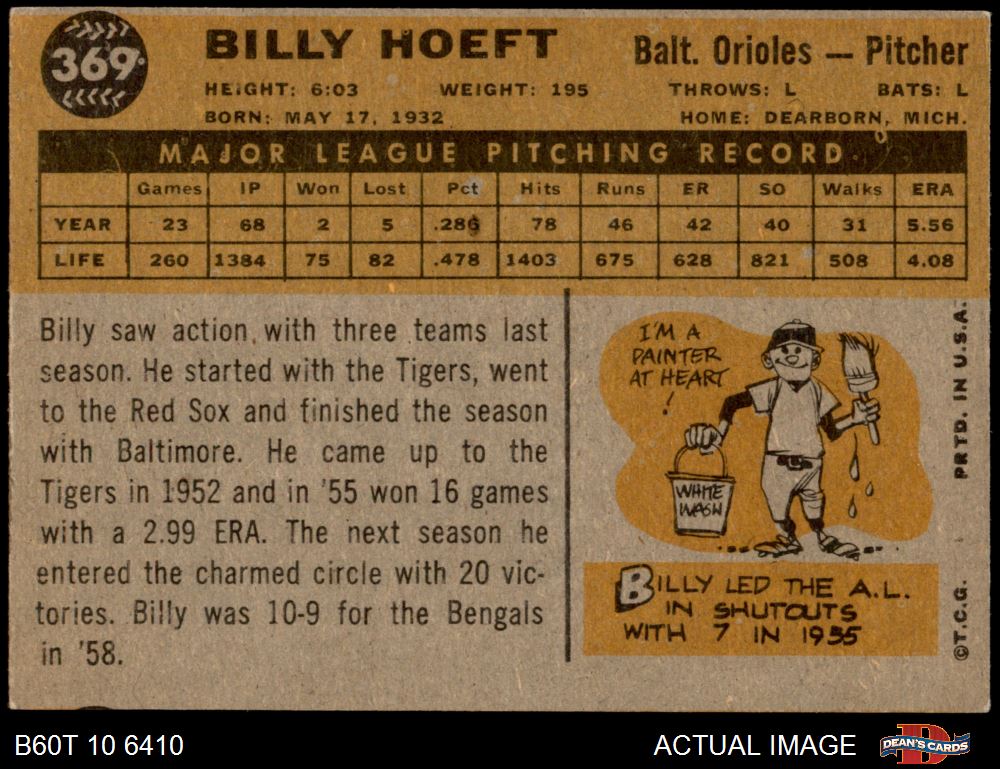 369
BILLY HOEFT
Balt. Orioles — Pitcher
HEIGHT: 6:03 WEIGHT: 195 THROWS: L BATS: L
BORN: MAY 17, 1932 HOME: DEARBORN, MICH.
MAJOR LEAGUE PITCHING RECORD
Games IP Won Lost Pct Hits Runs ER SO Walks ERA
YEAR 23 68 2 5 .286 78 46 42 40 31 5.56
LIFE 260 1384 75 82 .478 1403 675 628 821 508 4.08
Billy saw action with three teams last
season. He started with the Tigers, went
to the Red Sox and finished the season
with Baltimore. He came up to the
Tigers in 1952 and in '55 won 16 games
with a 2.99 ERA. The next season he
entered the charmed circle with 20 vic-
tories. Billy was 10-9 for the Bengals
in '58.
I'M A
PAINTER
AT HEART
!
WHITE
WASH
BILLY LED THE A.L.
IN SHUTOUTS
WITH 7 IN 1955
©T.C.G. PRTD. IN U.S.A.
B60T 10 6410
ACTUAL IMAGE
DEAN'S CARDS